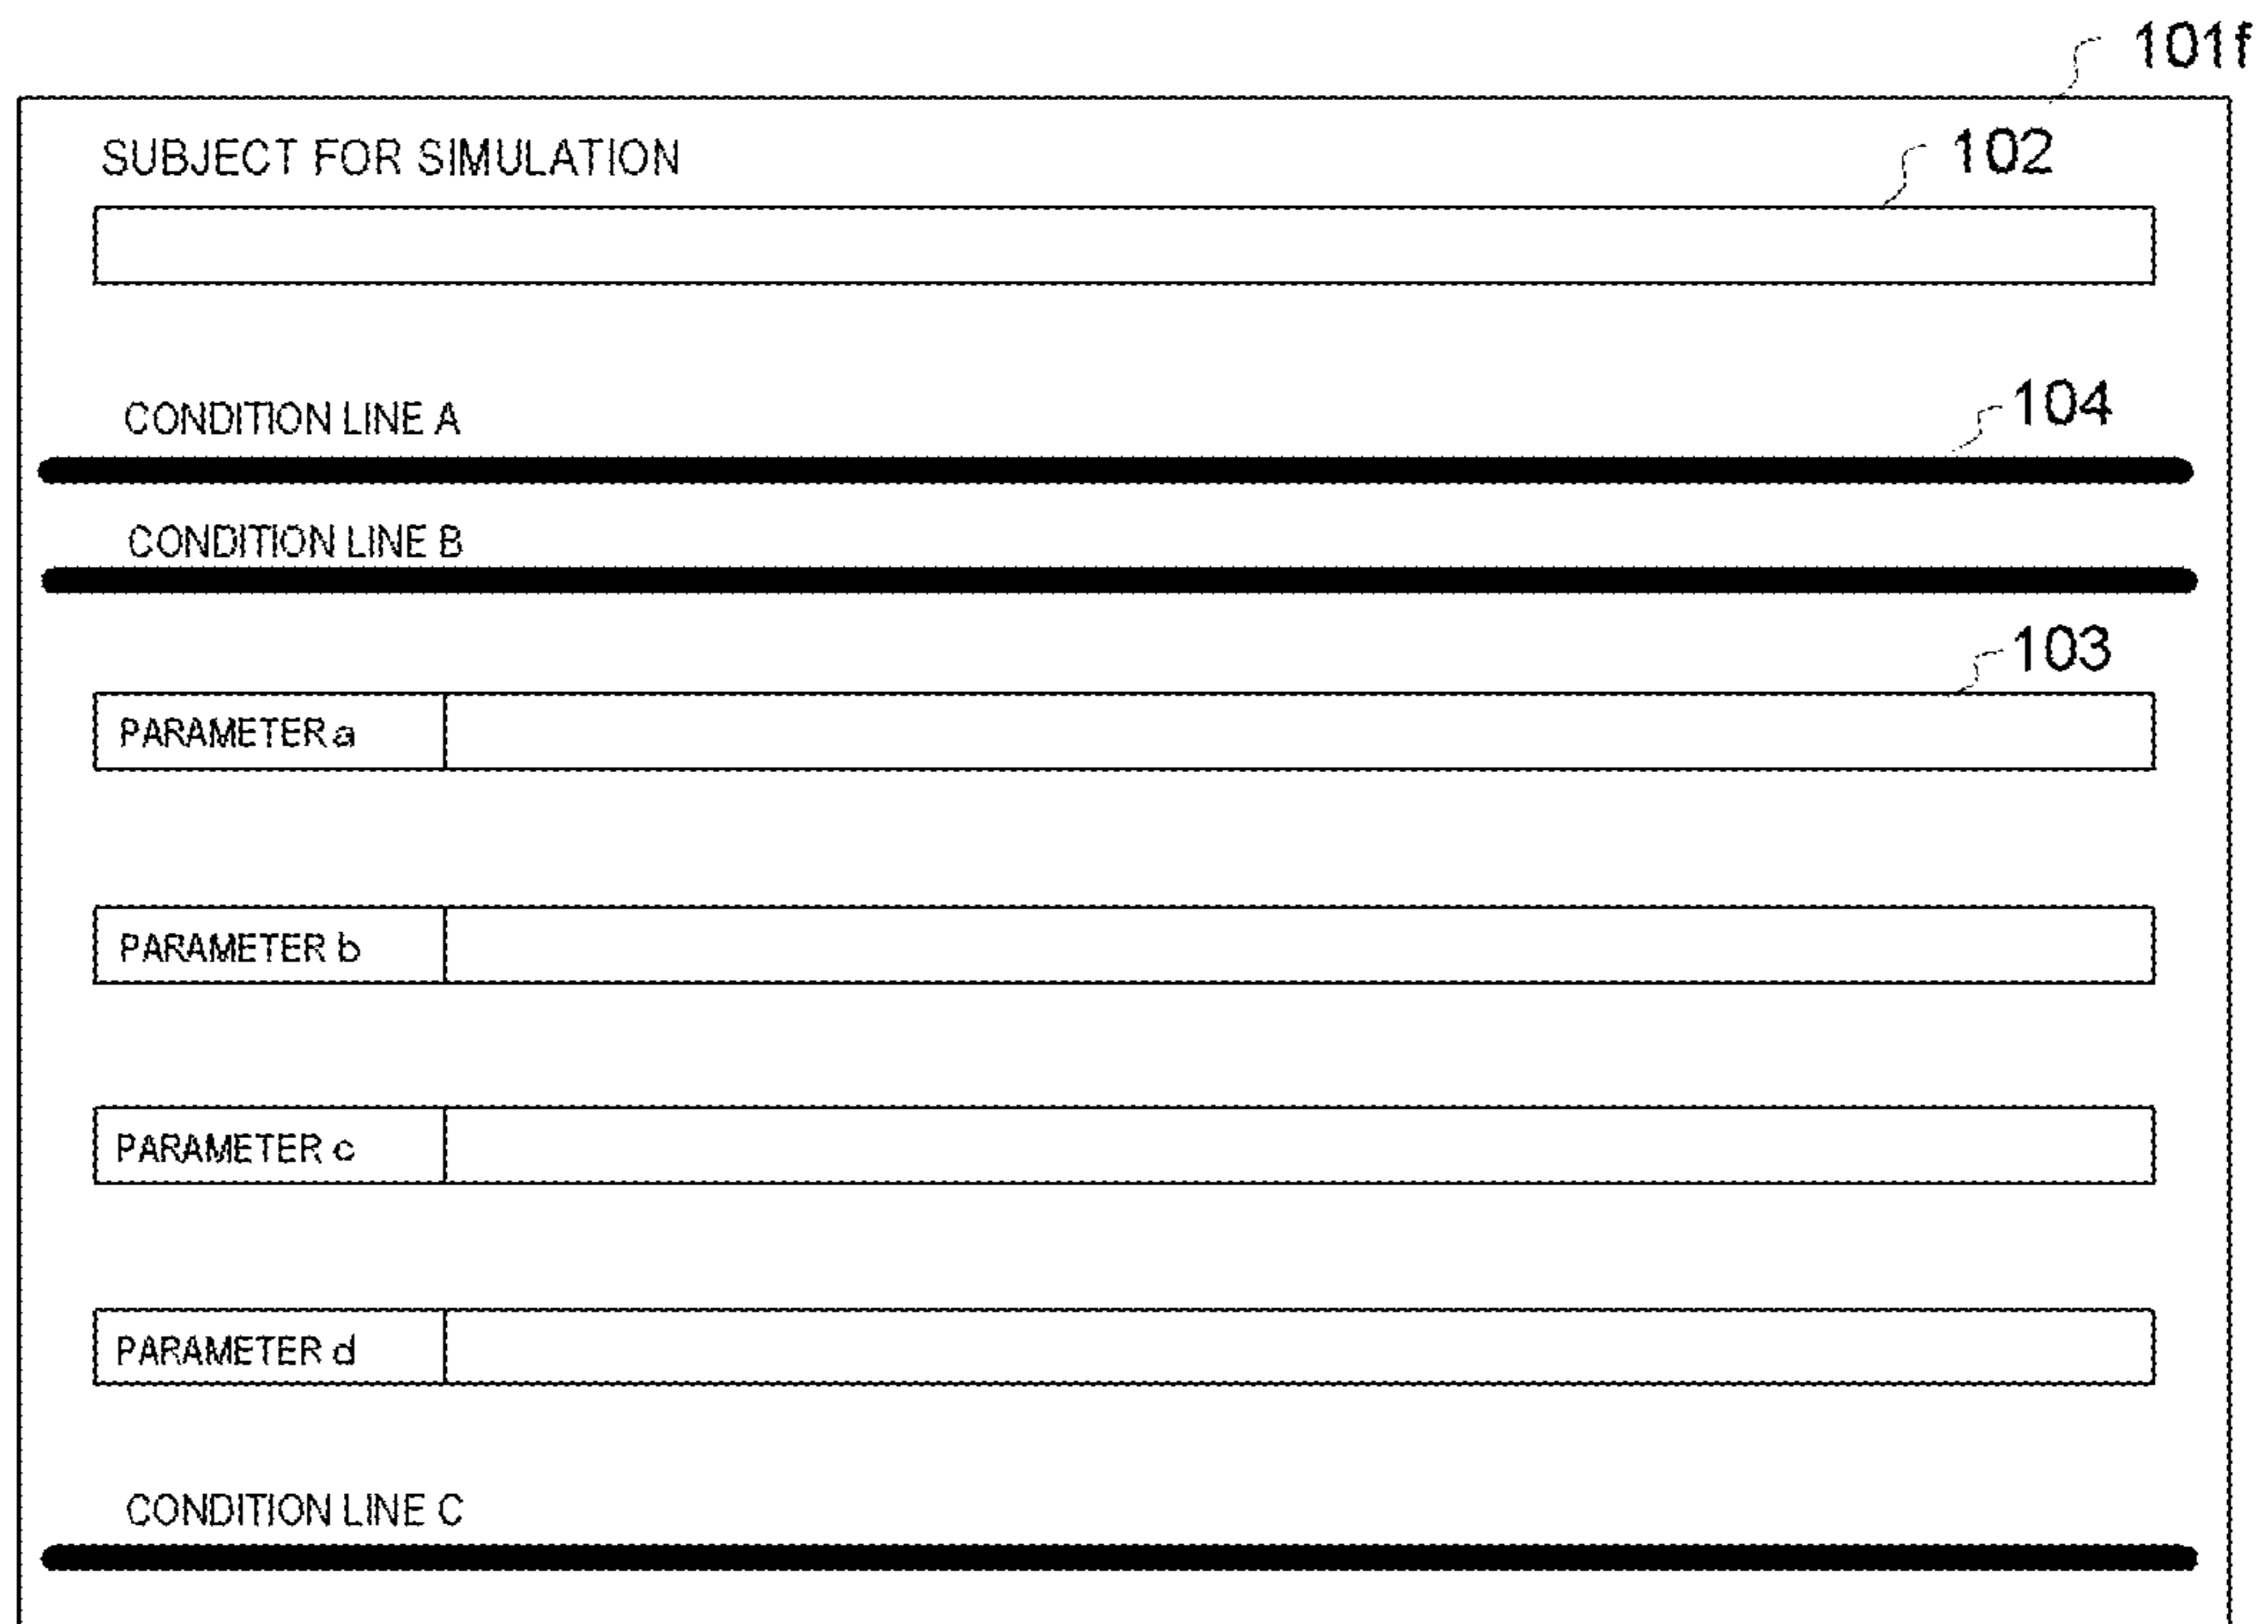 101f
SUBJECT FOR SIMULATION
102
CONDITION LINE A
104
CONDITION LINE B
103
PARAMETER a
PARAMETER b
PARAMETER c
PARAMETER d
CONDITION LINE C